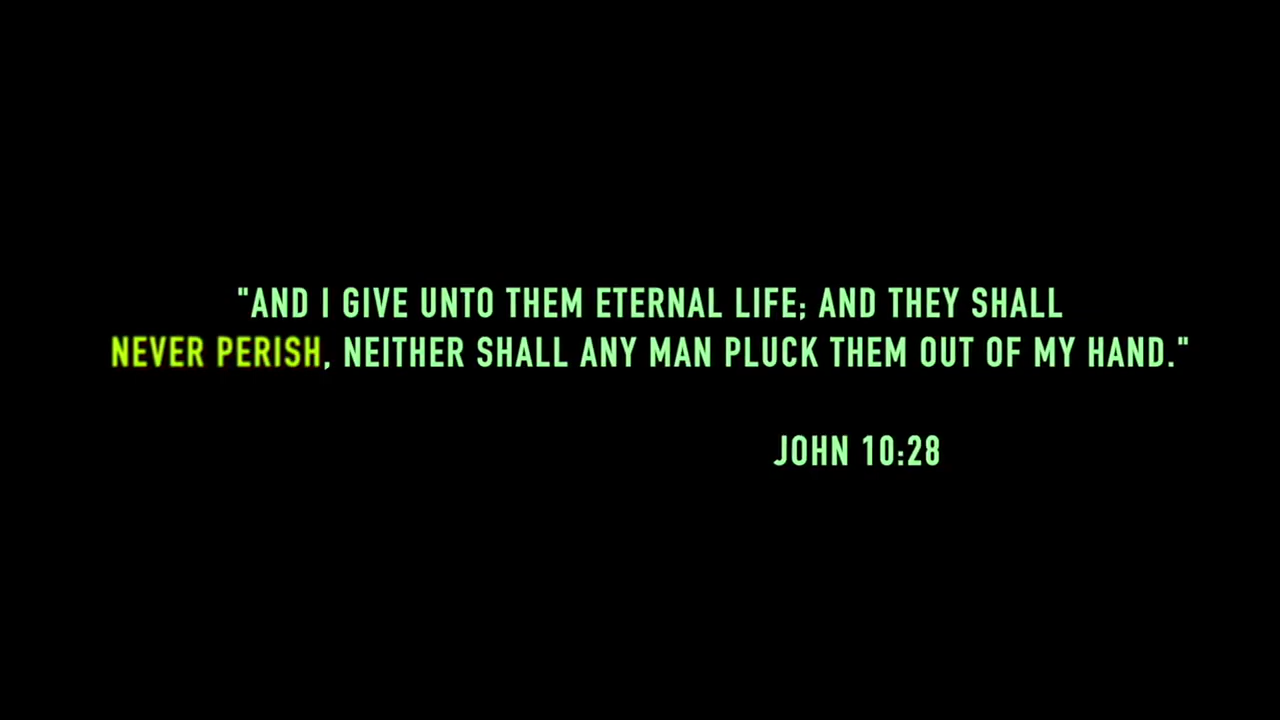 "AND I GIVE UNTO THEM ETERNAL LIFE; AND THEY SHALL
NEVER PERISH, NEITHER SHALL ANY MAN PLUCK THEM OUT OF MY HAND."
JOHN 10:28